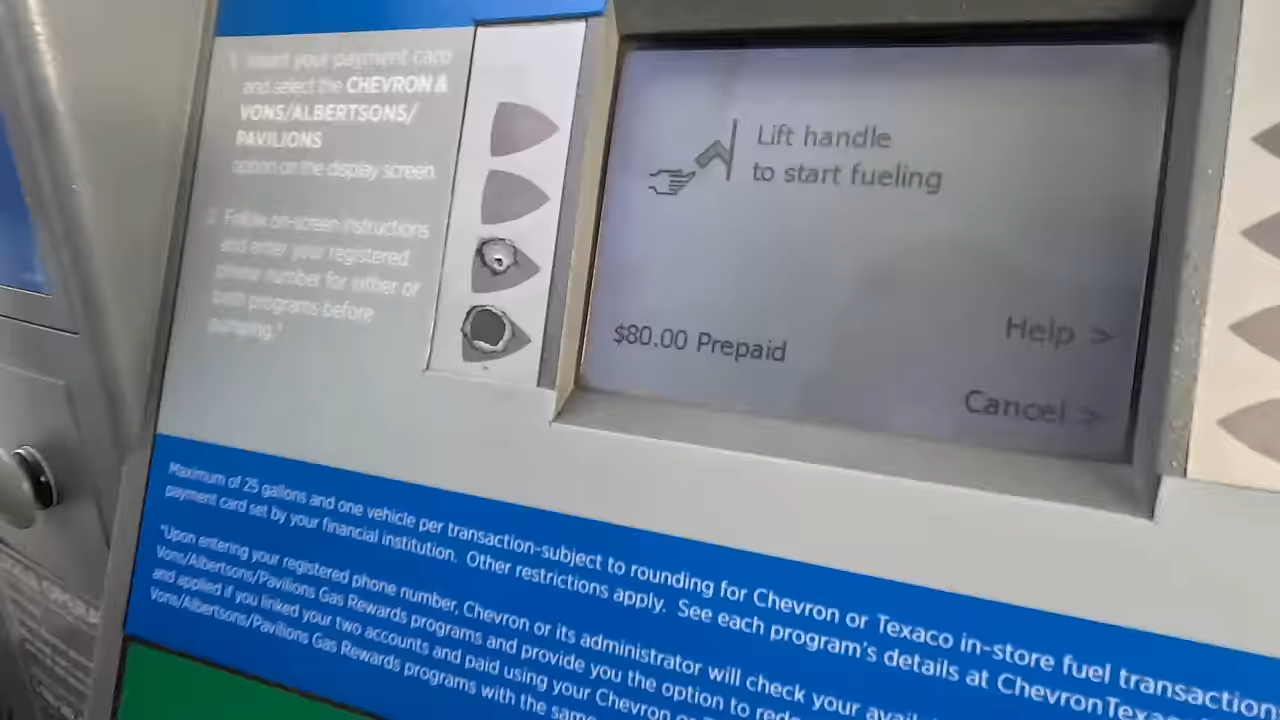 1 Insert your payment card
and select the CHEVRON &
VONS/ALBERTSONS/
PAVILIONS
option on the display screen
2 Follow on-screen instructions
and enter your registered
phone number for either or
both programs before
pumping.*
Lift handle
to start fueling
$80.00 Prepaid
Help >
Cancel >
Maximum of 25 gallons and one vehicle per transaction-subject to rounding for Chevron or Texaco in-store fuel transaction
payment card set by your financial institution. Other restrictions apply. See each program's details at ChevronTexac
*Upon entering your registered phone number, Chevron or its administrator will check your avail
Vons/Albertsons/Pavilions Gas Rewards programs and provide you the option to rede
and applied if you linked your two accounts and paid using your Chevron or
Vons/Albertsons/Pavilions Gas Rewards programs with the same